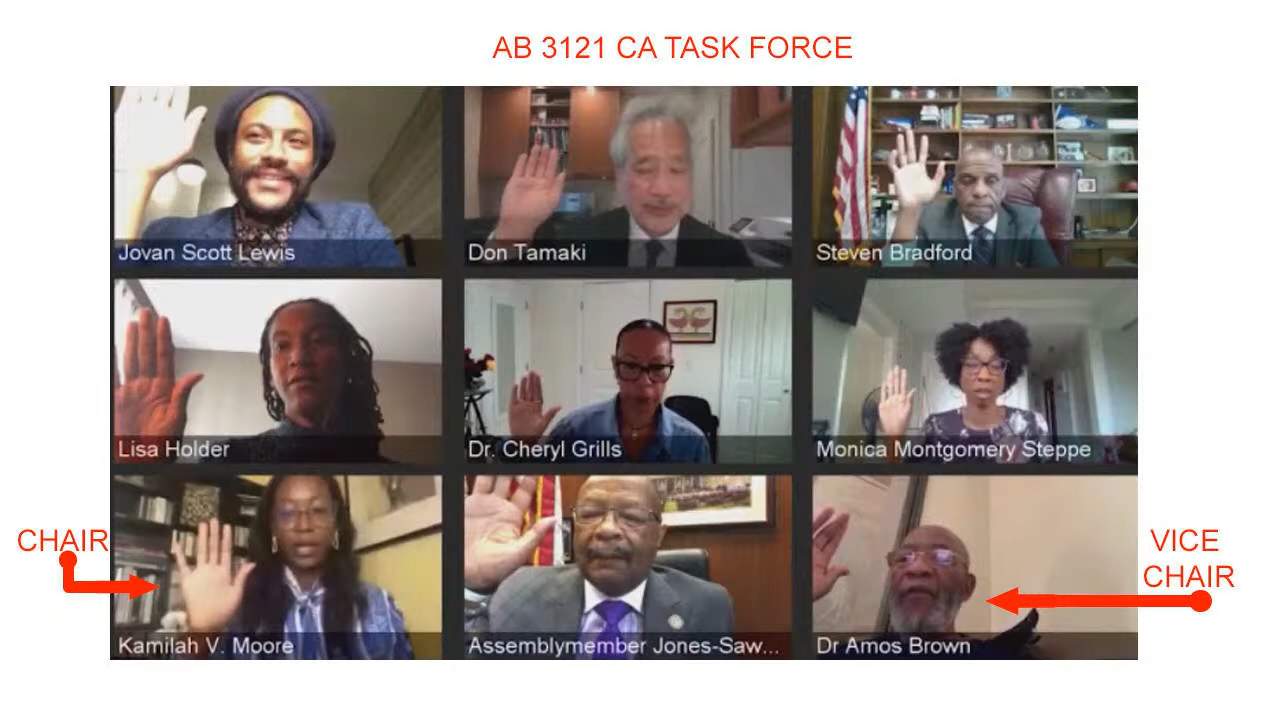 AB 3121 CA TASK FORCE
Jovan Scott Lewis
Don Tamaki
Steven Bradford
Lisa Holder
Dr. Cheryl Grills
Monica Montgomery Steppe
CHAIR
VICE
CHAIR
Kamilah V. Moore
Assemblymember Jones-Saw...
Dr Amos Brown